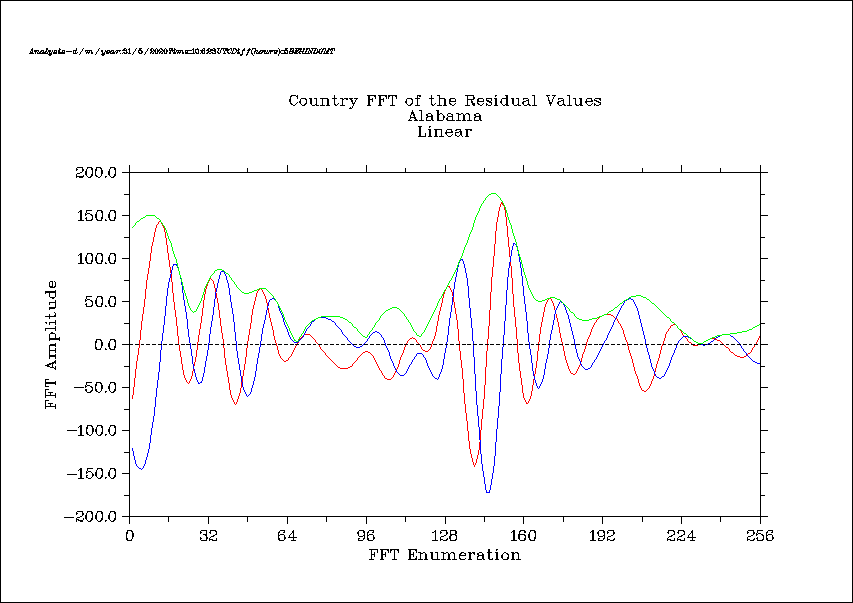 Country FFT of the Residual Values
Alabama
Linear
200.0
150.0
100.0
50.0
0.0
-50.0
-100.0
-150.0
-200.0
FFT Amplitude
0 32 64 96 128 160 192 224 256
FFT Enumeration